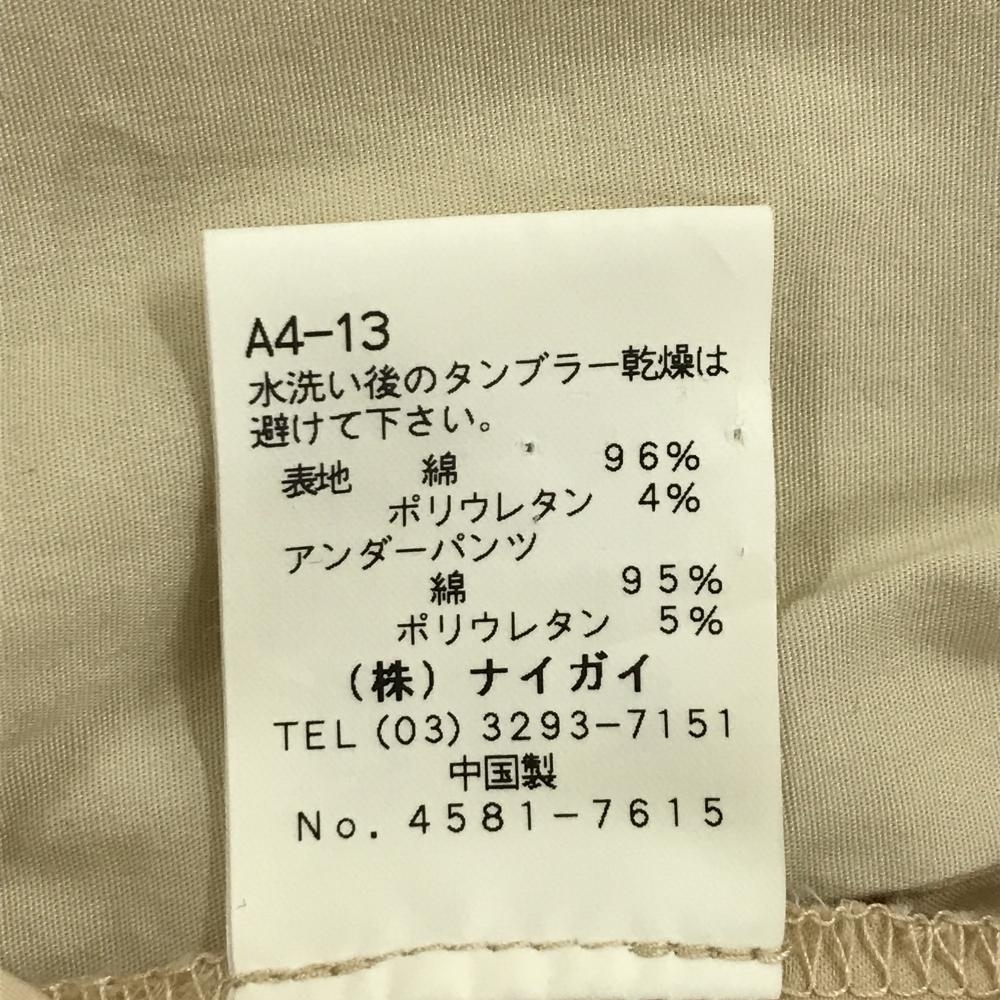 A4-13
水洗い後のタンブラー乾燥は
避けて下さい。
表地 綿 96%
ポリウレタン 4%
アンダーパンツ
綿 95%
ポリウレタン 5%
(株)ナイガイ
TEL(03)3293-7151
中国製
No.4581-7615